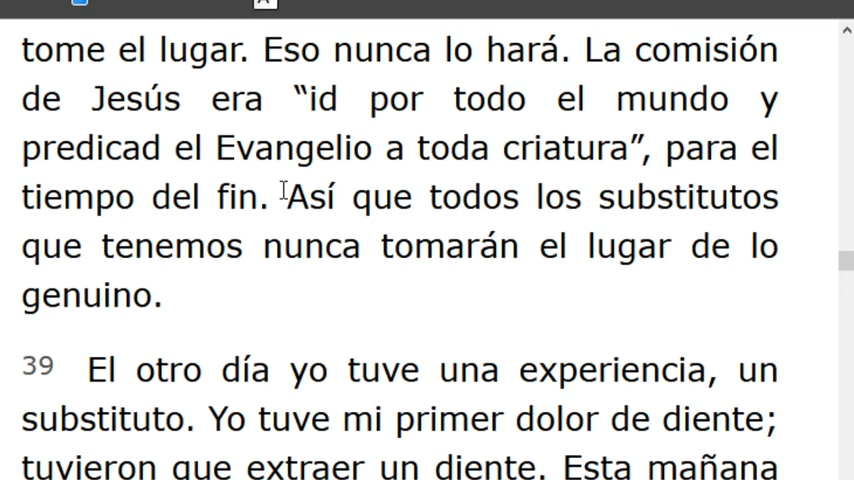 tome el lugar. Eso nunca lo hará. La comisión
de Jesús era “id por todo el mundo y
predicad el Evangelio a toda criatura”, para el
tiempo del fin. Así que todos los substitutos
que tenemos nunca tomarán el lugar de lo
genuino.
39 El otro día yo tuve una experiencia, un
substituto. Yo tuve mi primer dolor de diente;
tuvieron que extraer un diente. Esta mañana